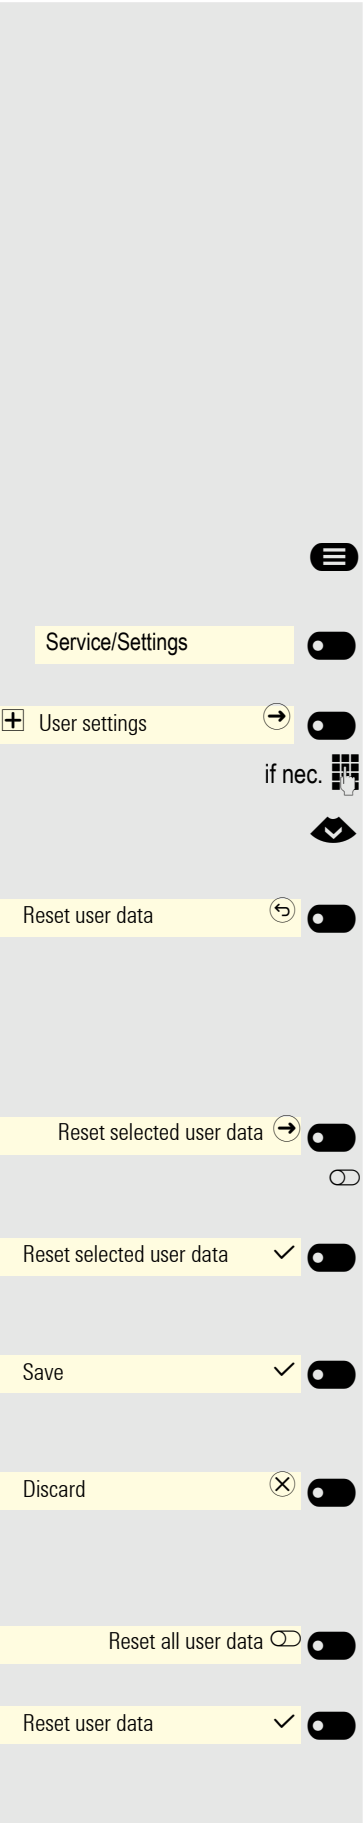 Service/Settings
User settings
if nec.
Reset user data
Reset selected user data
Reset selected user data
Save
Discard
Reset all user data
Reset user data